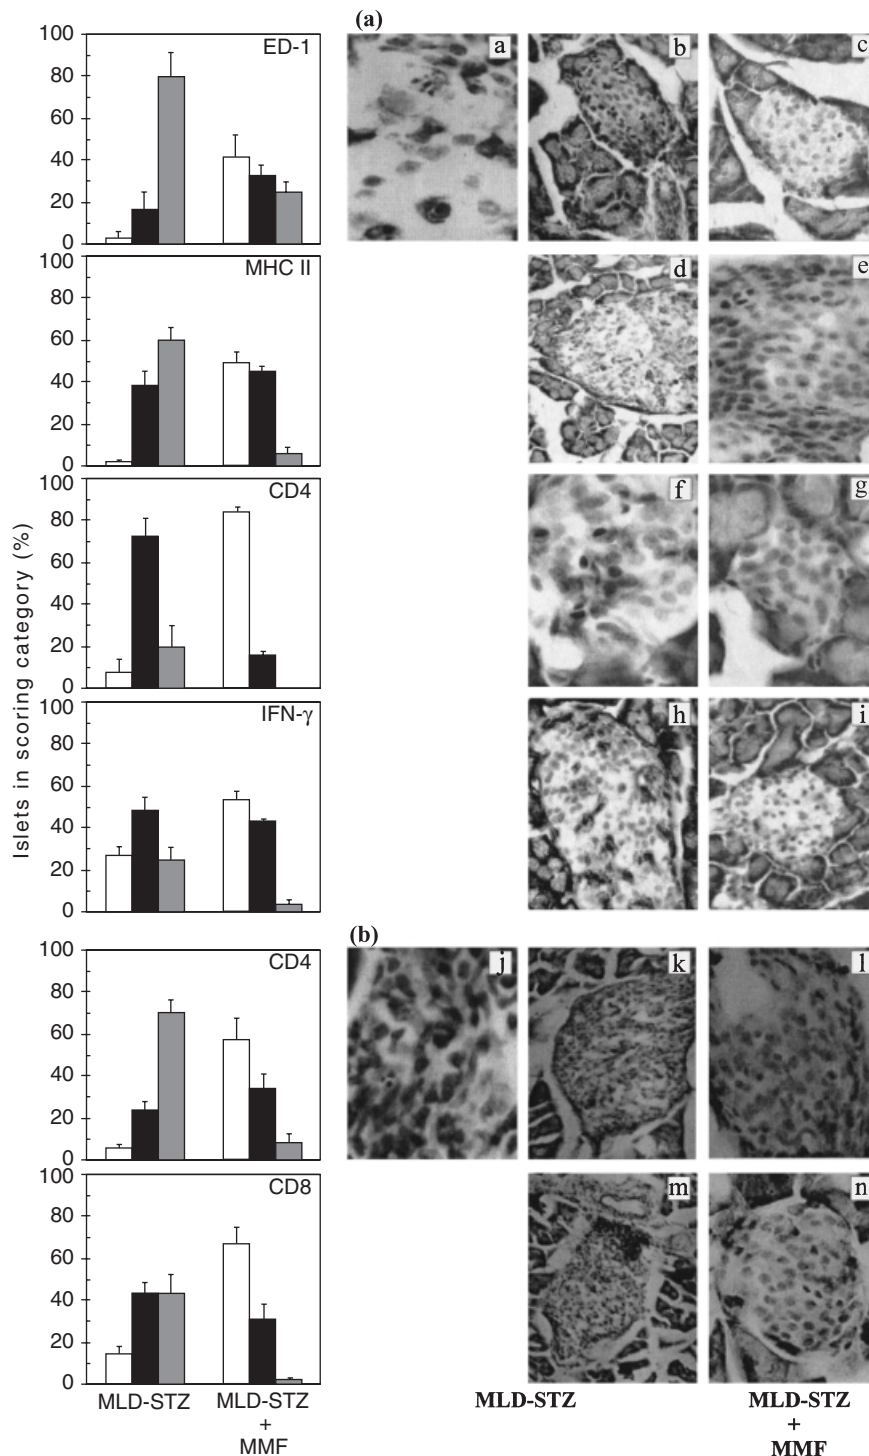 (a)
100
80
60
40
20
0
ED-1
a
b
c
100
80
60
40
20
0
MHC II
d
e
100
80
60
40
20
0
CD4
f
g
100
80
60
40
20
0
IFN-γ
h
i
Islets in scoring category (%)
(b)
100
80
60
40
20
0
CD4
j
k
l
100
80
60
40
20
0
CD8
m
n
MLD-STZ
MLD-STZ
+
MMF
MLD-STZ
MLD-STZ
+
MMF